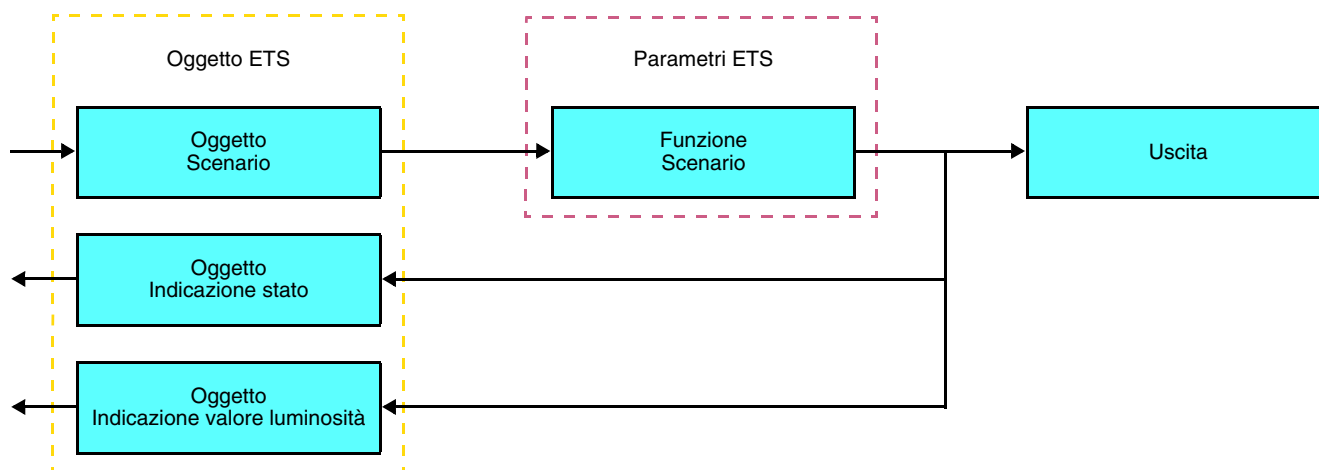 Oggetto ETS
Parametri ETS
Oggetto
Scenario
Funzione
Scenario
Uscita
Oggetto
Indicazione stato
Oggetto
Indicazione valore luminosità